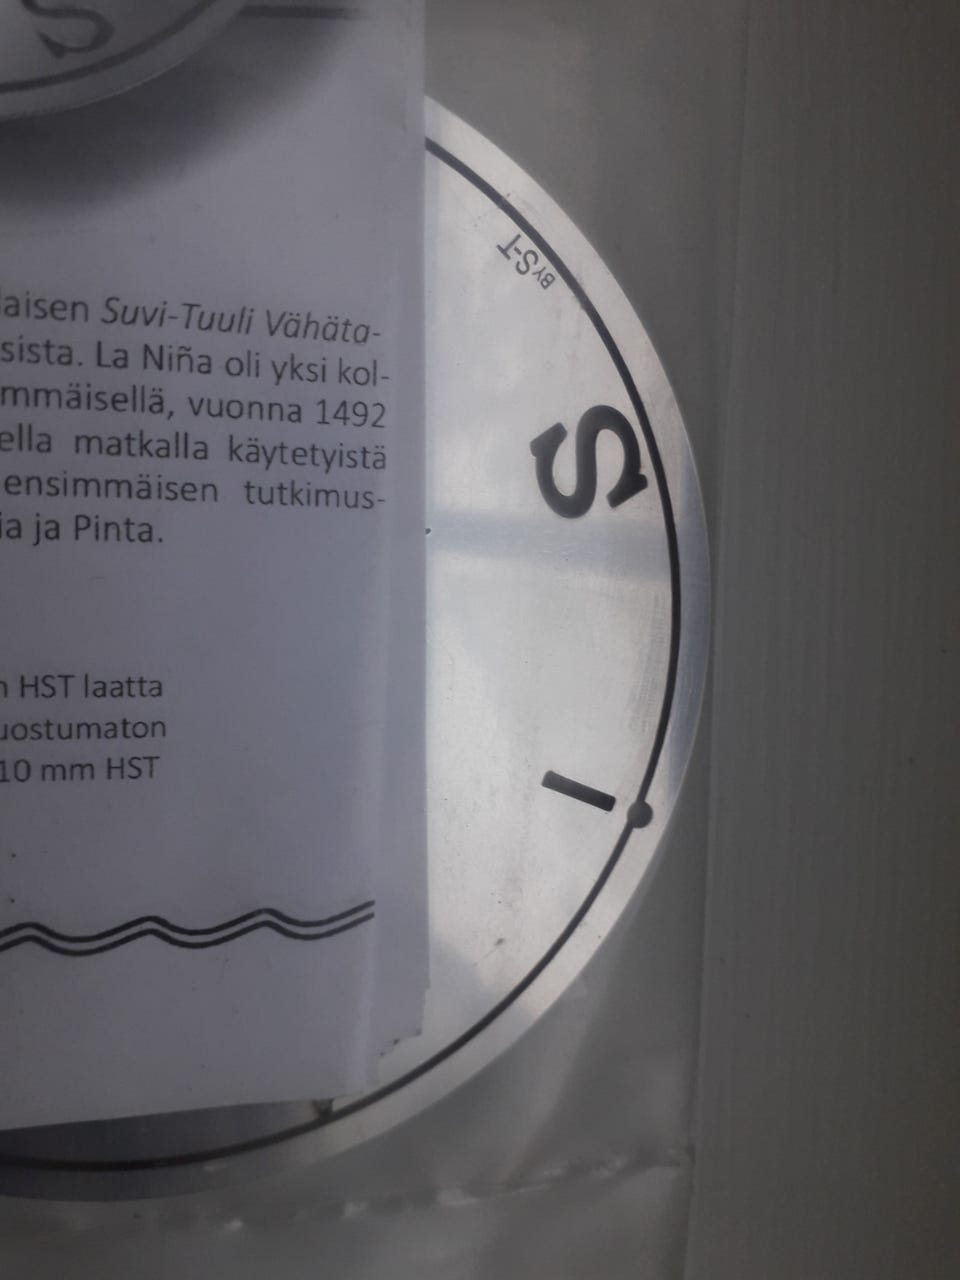 S
laisen Suvi-Tuuli Vähäta-
sista. La Niña oli yksi kol-
mmäisellä, vuonna 1492
ella matkalla käytetyistä
ensimmäisen tutkimus-
ia ja Pinta.
n HST laatta
uostumaton
10 mm HST
BY S-T
S
I